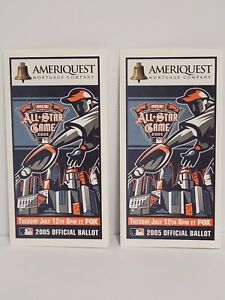 AMERIQUEST
MORTGAGE COMPANY
ALL-STAR
GAME
2005
TUESDAY JULY 12TH 8PM ET FOX
2005 OFFICIAL BALLOT
AMERIQUEST
MORTGAGE COMPANY
ALL-STAR
GAME
2005
TUESDAY JULY 12TH 8PM ET FOX
2005 OFFICIAL BALLOT